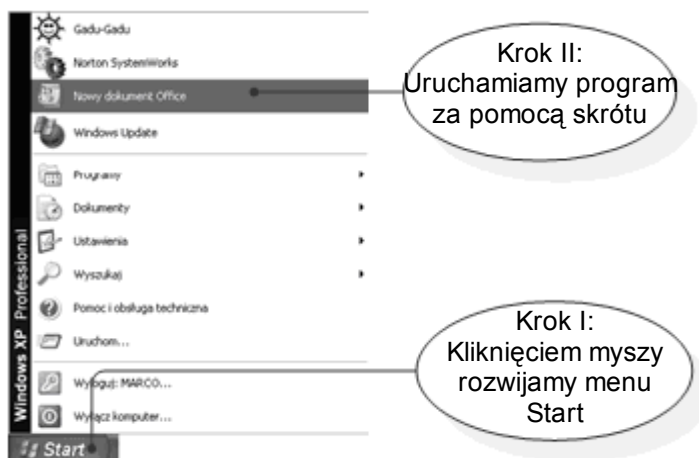 Gadu-Gadu
Norton SystemWorks
Nowy dokument Office
Windows Update
Programy
Dokumenty
Ustawienia
Wyszukaj
Pomoc i obsługa techniczna
Uruchom...
Wyloguj: MARCO...
Wyłącz komputer...
Windows XP Professional
Start
Krok II:
Uruchamiamy program
za pomocą skrótu
Krok I:
Kliknięciem myszy
rozwijamy menu
Start